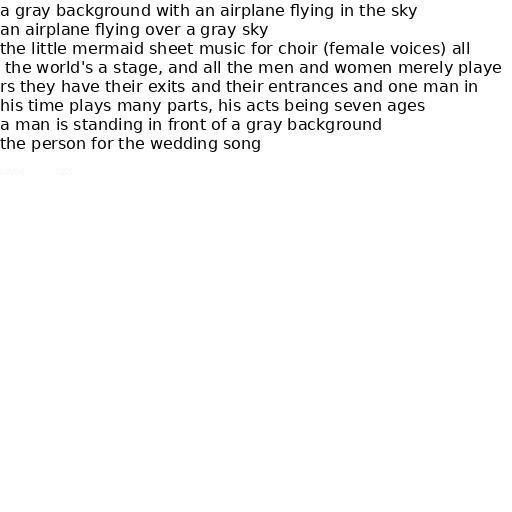 a gray background with an airplane flying in the sky
an airplane flying over a gray sky
the little mermaid sheet music for choir (female voices) all
the world's a stage, and all the men and women merely playe
rs they have their exits and their entrances and one man in
his time plays many parts, his acts being seven ages
a man is standing in front of a gray background
the person for the wedding song